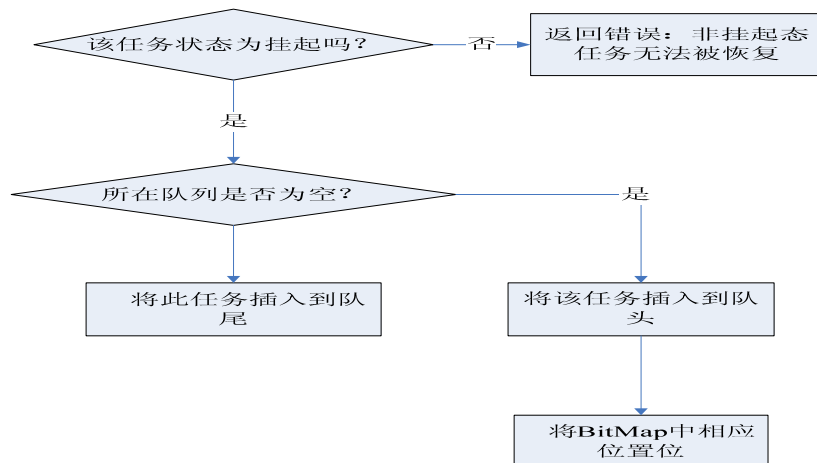 该任务状态为挂起吗？
否
返回错误：非挂起态
任务无法被恢复
是
所在队列是否为空？
是
将此任务插入到队
尾
将该任务插入到队
头
将BitMap中相应
位置位